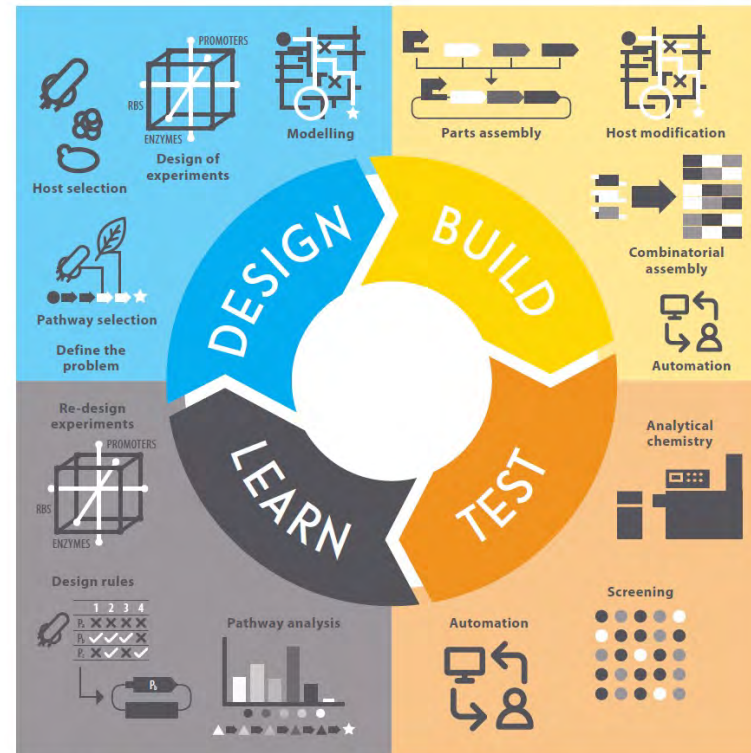 PROMOTERS
RBS
ENZYMES
Design of
experiments
Modelling
Host selection
Pathway selection
Define the
problem
Parts assembly
Host modification
Combinatorial
assembly
Automation
DESIGN
BUILD
TEST
LEARN
Analytical
chemistry
Screening
Automation
Re-design
experiments
PROMOTERS
RBS
ENZYMES
Design rules
1 2 3 4
Pathway analysis